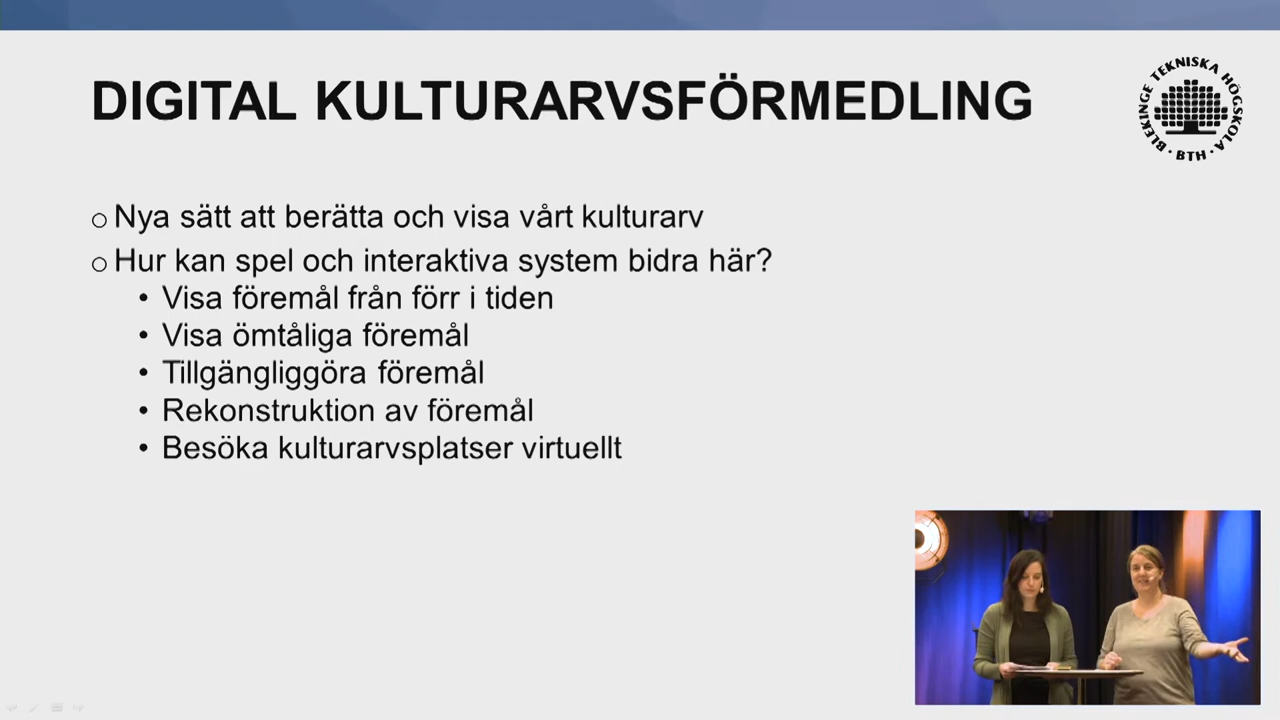 DIGITAL KULTURARVSFÖRMEDLING
BLEKINGE TEKNISKA HÖGSKOLA
· BTH ·
o Nya sätt att berätta och visa vårt kulturarv
o Hur kan spel och interaktiva system bidra här?
• Visa föremål från förr i tiden
• Visa ömtåliga föremål
• Tillgängliggöra föremål
• Rekonstruktion av föremål
• Besöka kulturarvsplatser virtuellt